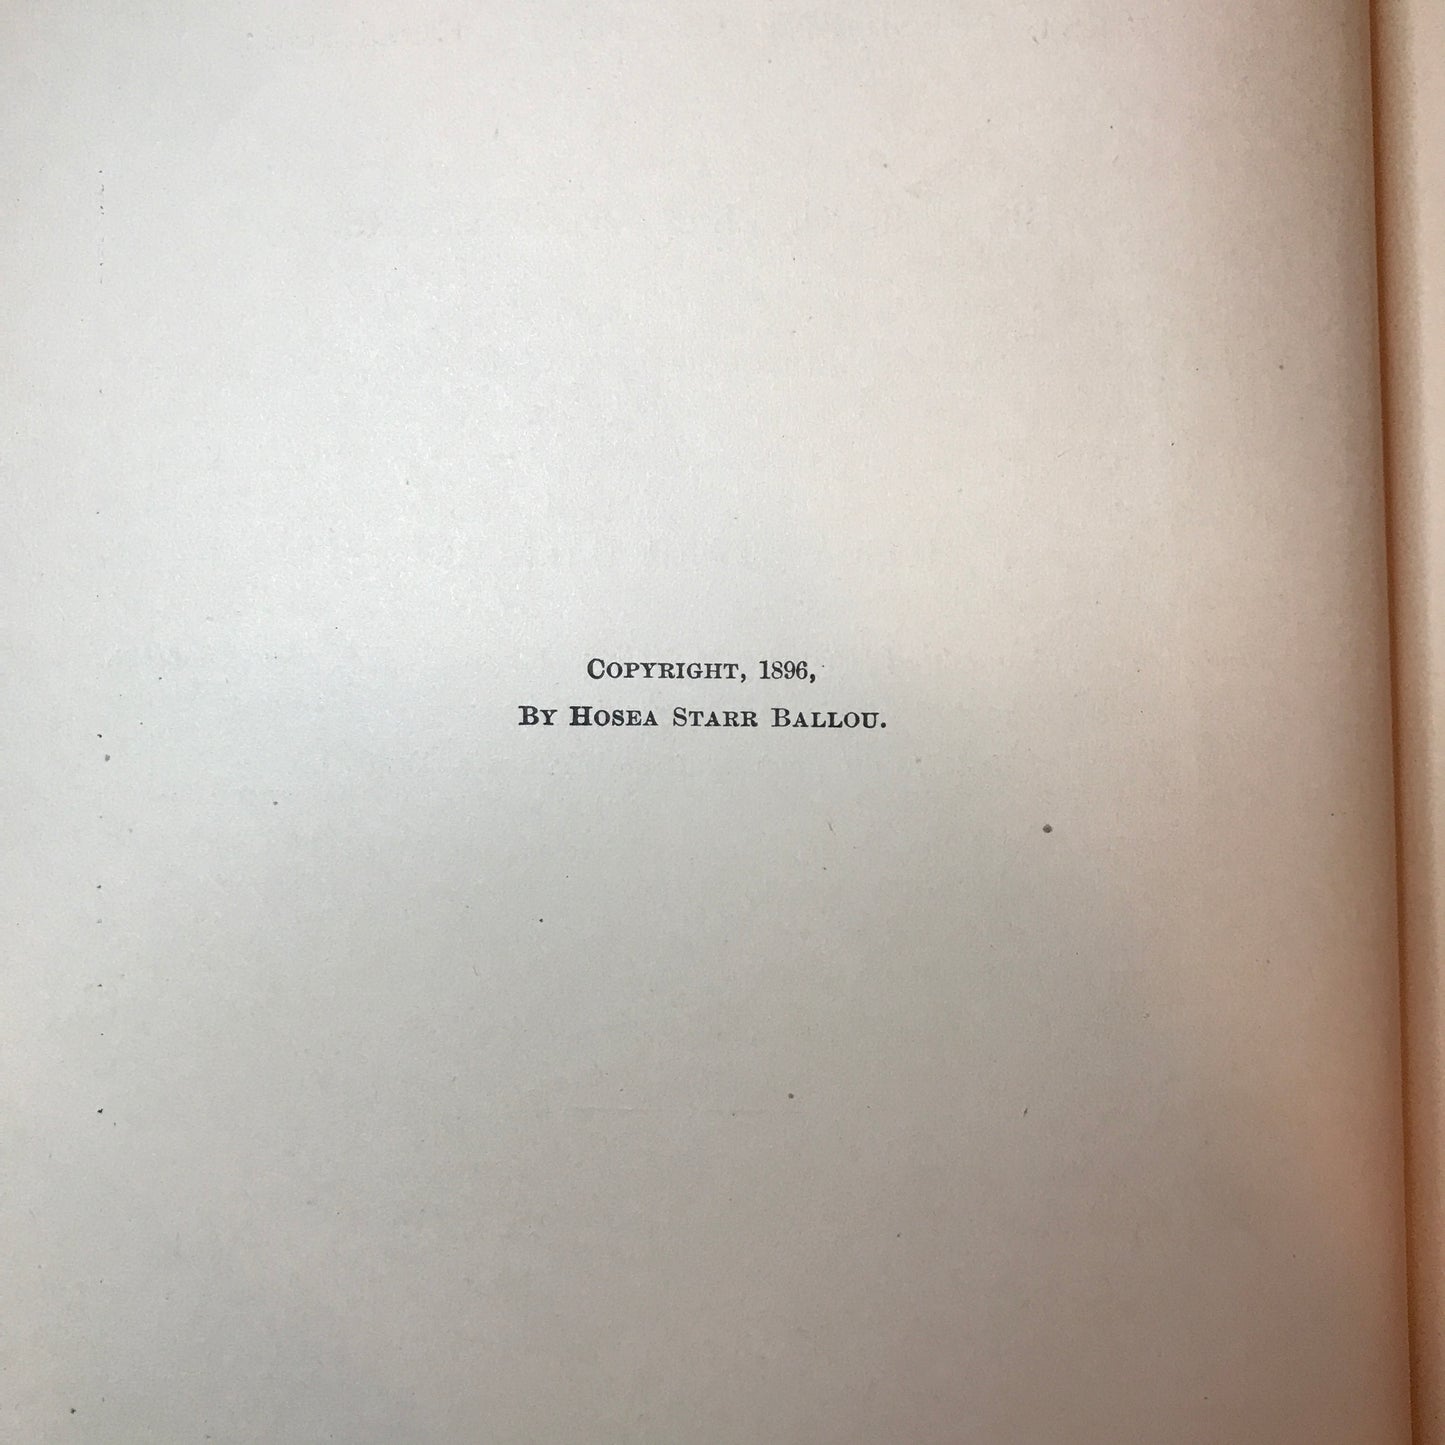 COPYRIGHT, 1896,
BY HOSEA STARR BALLOU.